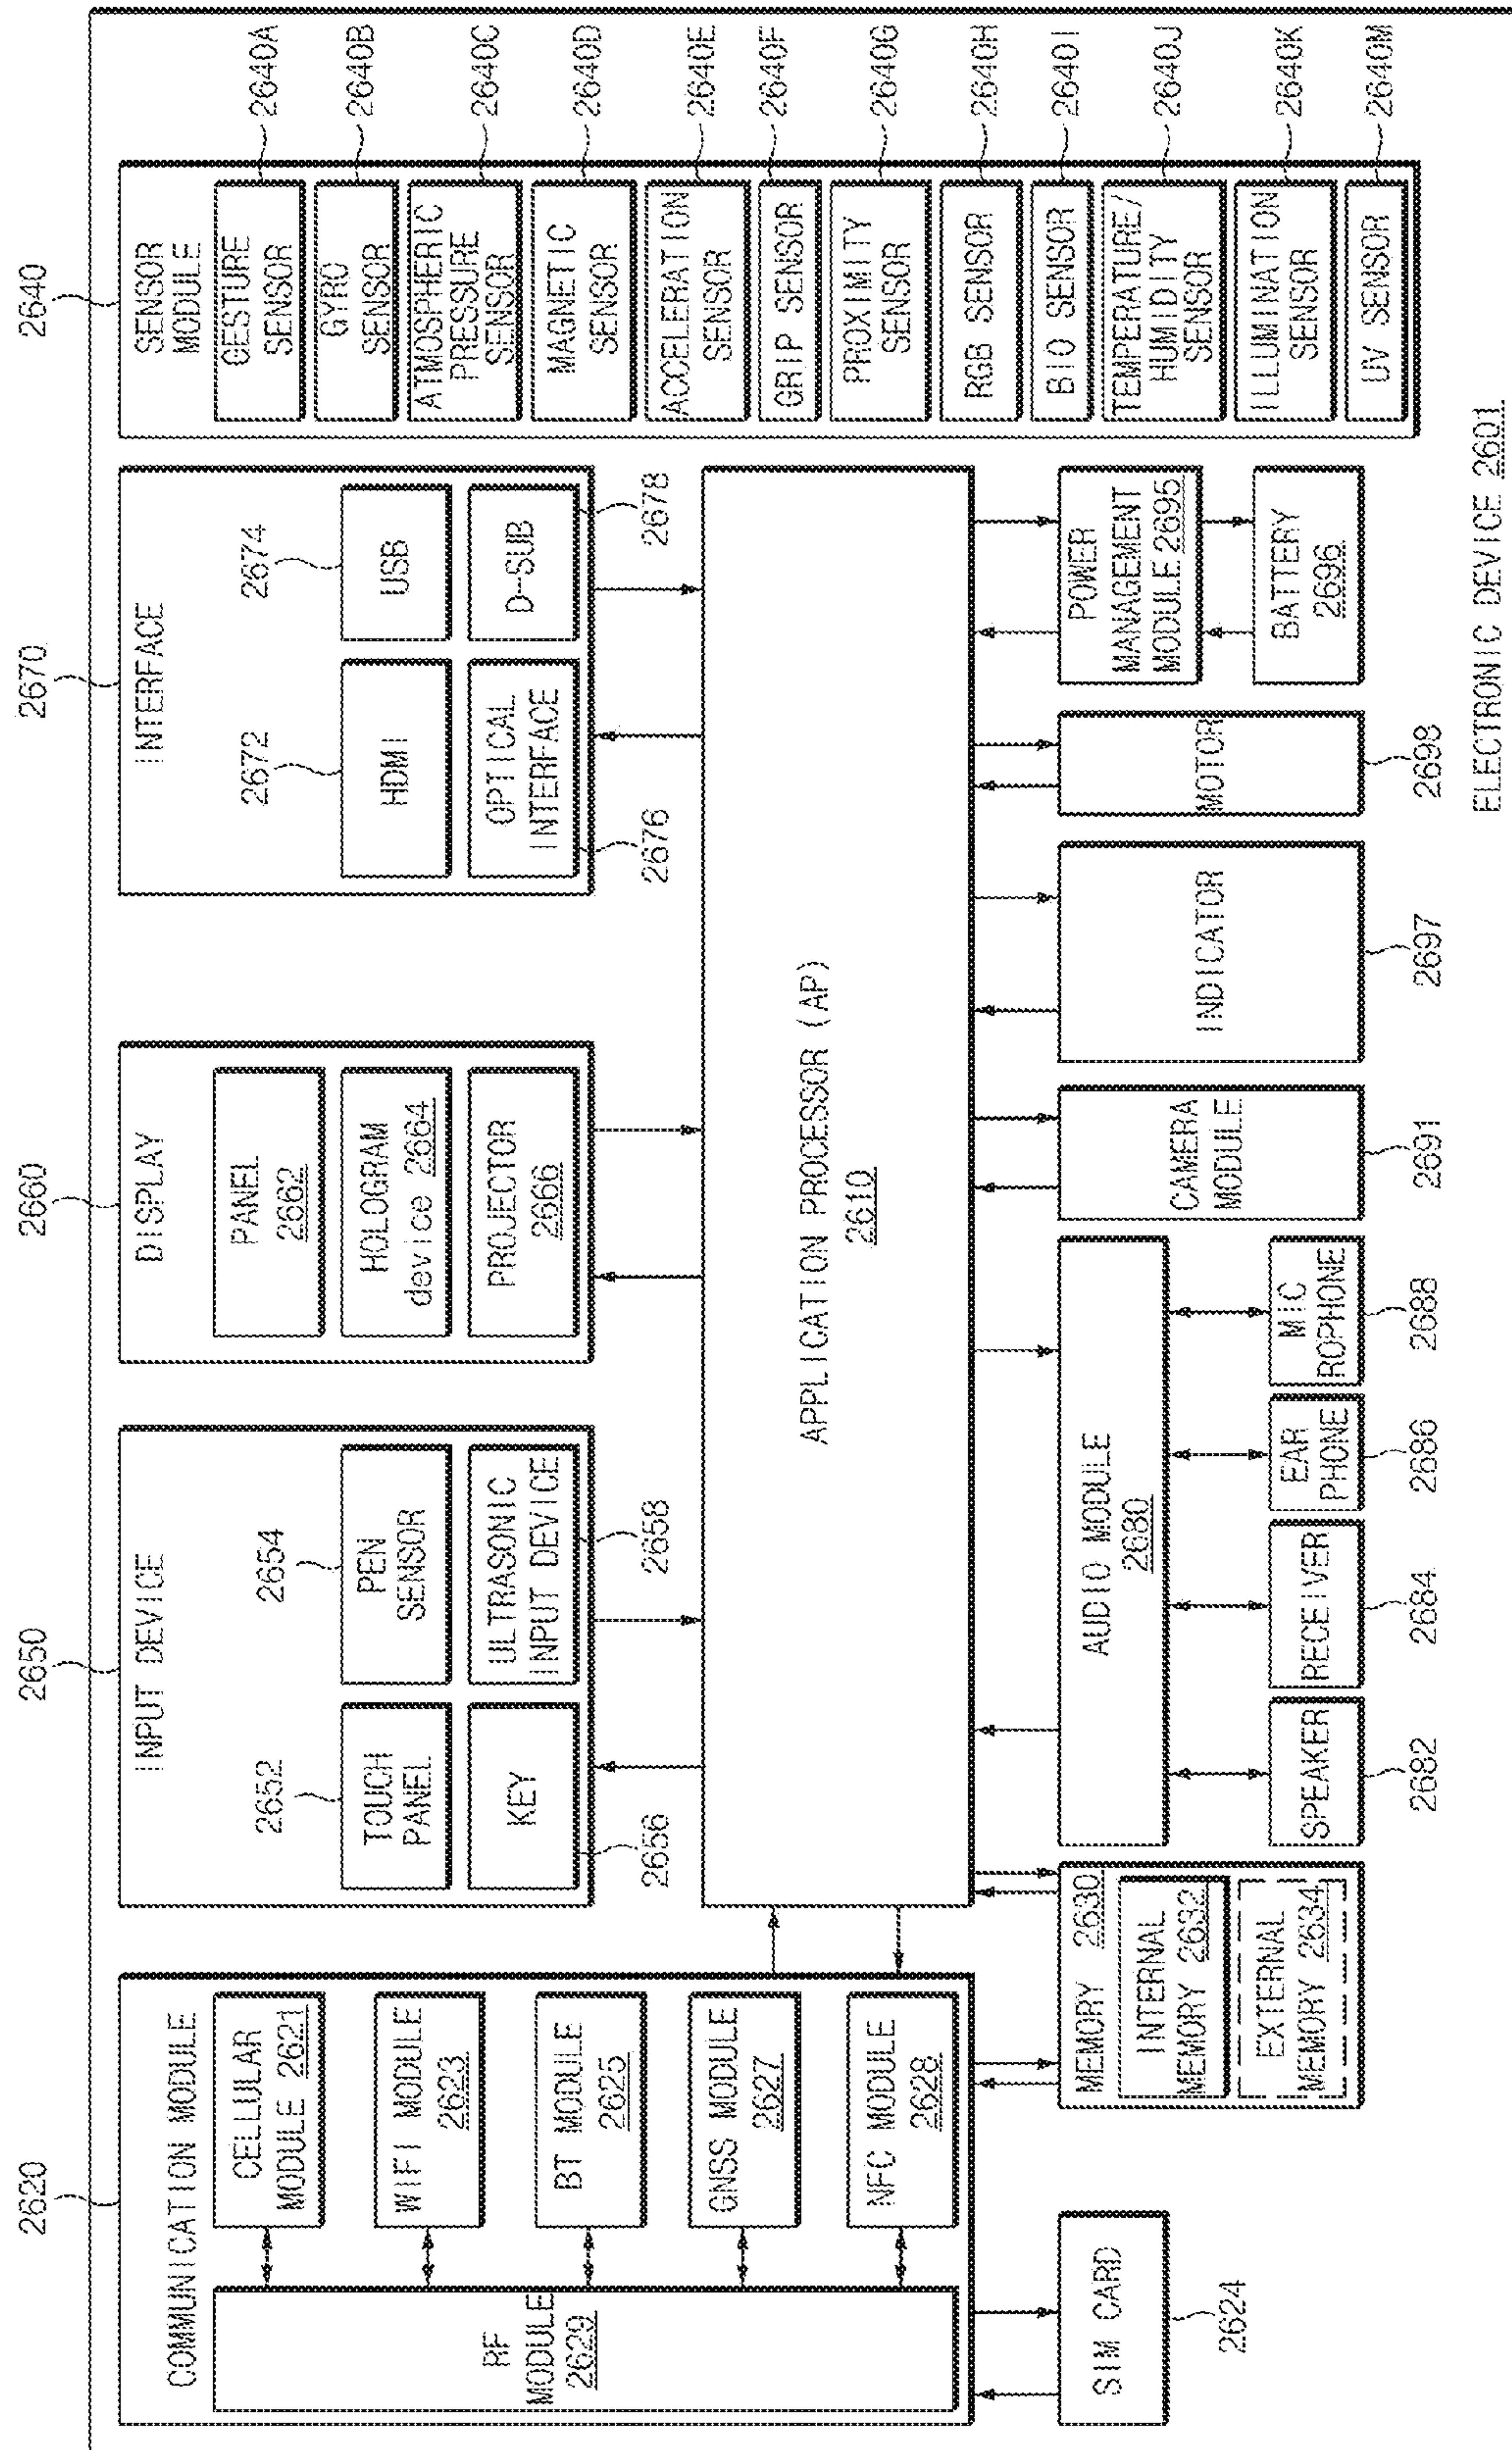 2620
2650
2660
2670
2640
COMMUNICATION MODULE
CELLULAR
MODULE 2621
WIFI MODULE
2623
BT MODULE
2625
GNSS MODULE
2627
NFC MODULE
2628
RF
MODULE
2629
INPUT DEVICE
2652
2654
TOUCH
PANEL
PEN
SENSOR
KEY
ULTRASONIC
INPUT DEVICE
2656
2658
DISPLAY
PANEL
2662
HOLOGRAM
device 2664
PROJECTOR
2666
INTERFACE
2672
2674
HDMI
USB
OPTICAL
INTERFACE
D-SUB
2676
2678
SENSOR
MODULE
GESTURE
SENSOR
2640A
GYRO
SENSOR
2640B
ATMOSPHERIC
PRESSURE
SENSOR
2640C
MAGNETIC
SENSOR
2640D
ACCELERATION
SENSOR
2640E
GRIP SENSOR
2640F
PROXIMITY
SENSOR
2640G
RGB SENSOR
2640H
BIO SENSOR
2640I
TEMPERATURE/
HUMIDITY
SENSOR
2640J
ILLUMINATION
SENSOR
2640K
UV SENSOR
2640M
APPLICATION PROCESSOR (AP)
2610
SIM CARD
2624
MEMORY 2630
INTERNAL
MEMORY 2632
EXTERNAL
MEMORY 2634
AUDIO MODULE
2680
SPEAKER
2682
RECEIVER
2684
EAR
PHONE
2686
MIC
ROPHONE
2688
CAMERA
MODULE
2691
INDICATOR
2697
MOTOR
2698
POWER
MANAGEMENT
MODULE 2695
BATTERY
2696
ELECTRONIC DEVICE 2601